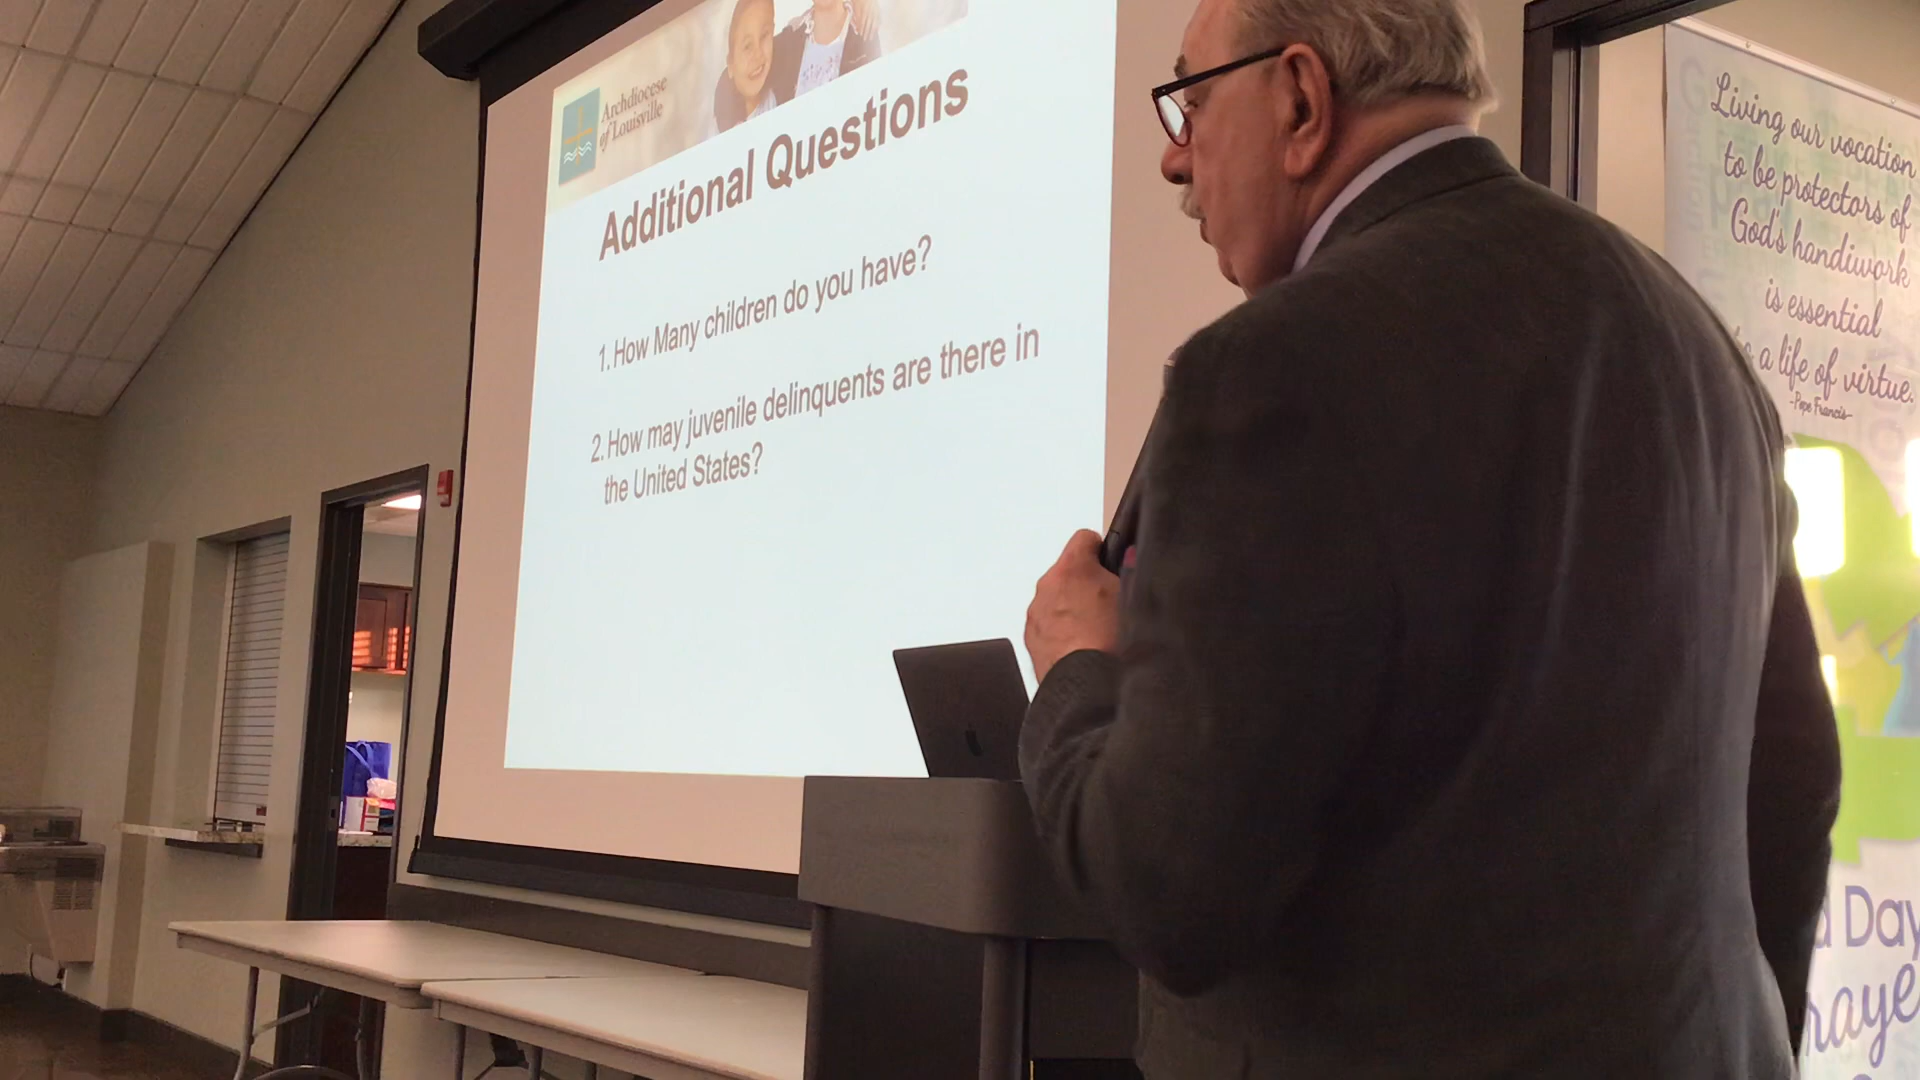 Archdiocese
of Louisville
Additional Questions
1. How Many children do you have?
2. How may juvenile delinquents are there in
the United States?
Living our vocation
to be protectors of
God's handiwork
is essential
a life of virtue.
-Pope Francis-
Day